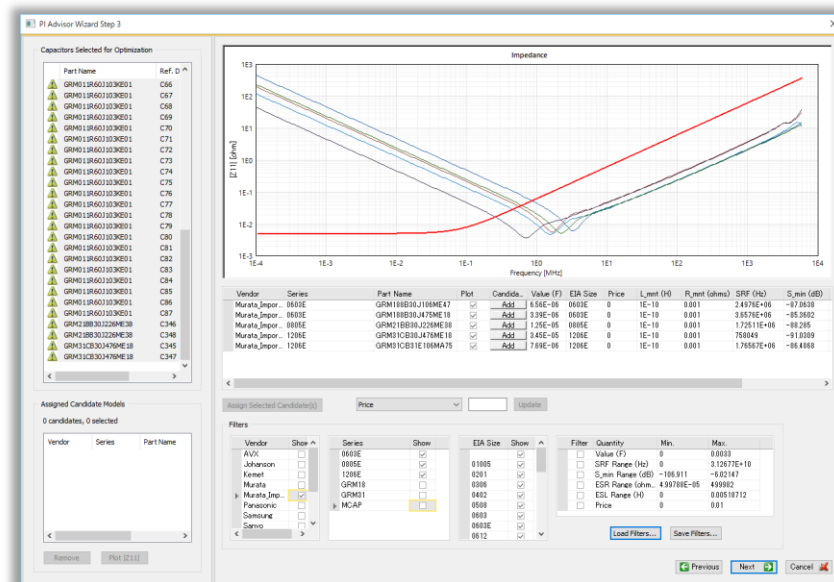 PI Advisor Wizard Step 3
Capacitors Selected for Optimization
Part Name Ref. D
GRM011R60J103KE01 C66
GRM011R60J103KE01 C67
GRM011R60J103KE01 C68
GRM011R60J103KE01 C69
GRM011R60J103KE01 C70
GRM011R60J103KE01 C71
GRM011R60J103KE01 C72
GRM011R60J103KE01 C73
GRM011R60J103KE01 C74
GRM011R60J103KE01 C75
GRM011R60J103KE01 C76
GRM011R60J103KE01 C77
GRM011R60J103KE01 C78
GRM011R60J103KE01 C79
GRM011R60J103KE01 C80
GRM011R60J103KE01 C81
GRM011R60J103KE01 C82
GRM011R60J103KE01 C83
GRM011R60J103KE01 C84
GRM011R60J103KE01 C85
GRM011R60J103KE01 C86
GRM011R60J103KE01 C87
GRM21BB30J226ME38 C346
GRM21BB30J226ME38 C348
GRM31CB30J476ME18 C345
GRM31CB30J476ME18 C347
Assigned Candidate Models
0 candidates, 0 selected
Vendor Series Part Name
Remove Plot |Z11|
Impedance
1E3
1E2
1E1
1E0
1E-1
1E-2
1E-3
|Z11| [ohm]
1E-4 1E-3 1E-2 1E-1 1E0 1E1 1E2 1E3 1E4
Frequency [MHz]
Vendor Series Part Name Plot Candida... Value (F) EIA Size Price L_mnt (H) R_mnt (ohms) SRF (Hz) S_min (dB)
Murata_Impor... 0603E GRM188B30J106ME47 Add 6.56E-06 0603E 0 1E-10 0.001 2.4976E+06 -87.0638
Murata_Impor... 0603E GRM188B30J475ME18 Add 3.39E-06 0603E 0 1E-10 0.001 3.6576E+06 -85.3602
Murata_Impor... 0805E GRM21BB30J226ME38 Add 1.25E-05 0805E 0 1E-10 0.001 1.72511E+06 -88.285
Murata_Impor... 1206E GRM31CB30J476ME18 Add 3.45E-05 1206E 0 1E-10 0.001 758049 -91.0309
Murata_Impor... 1206E GRM31CB31E106MA75 Add 7.69E-06 1206E 0 1E-10 0.001 1.76567E+06 -86.4868
Assign Selected Candidate(s) Price Update
Filters
Vendor Show
AVX
Johanson
Kemet
Murata
Murata_Imp...
Panasonic
Samsung
Sanyo
Series Show
0603E
0805E
1206E
GRM18
GRM31
MCAP
EIA Size Show
01005
0201
0306
0402
0508
0603
0603E
0612
Filter Quantity Min. Max.
Value (F) 0 0.0033
SRF Range (Hz) 0 3.12677E+10
S_min Range (dB) -106.911 -6.02147
ESR Range (ohm... 4.99788E-05 499982
ESL Range (H) 0 0.00518712
Price 0 0.01
Load Filters... Save Filters...
Previous Next Cancel